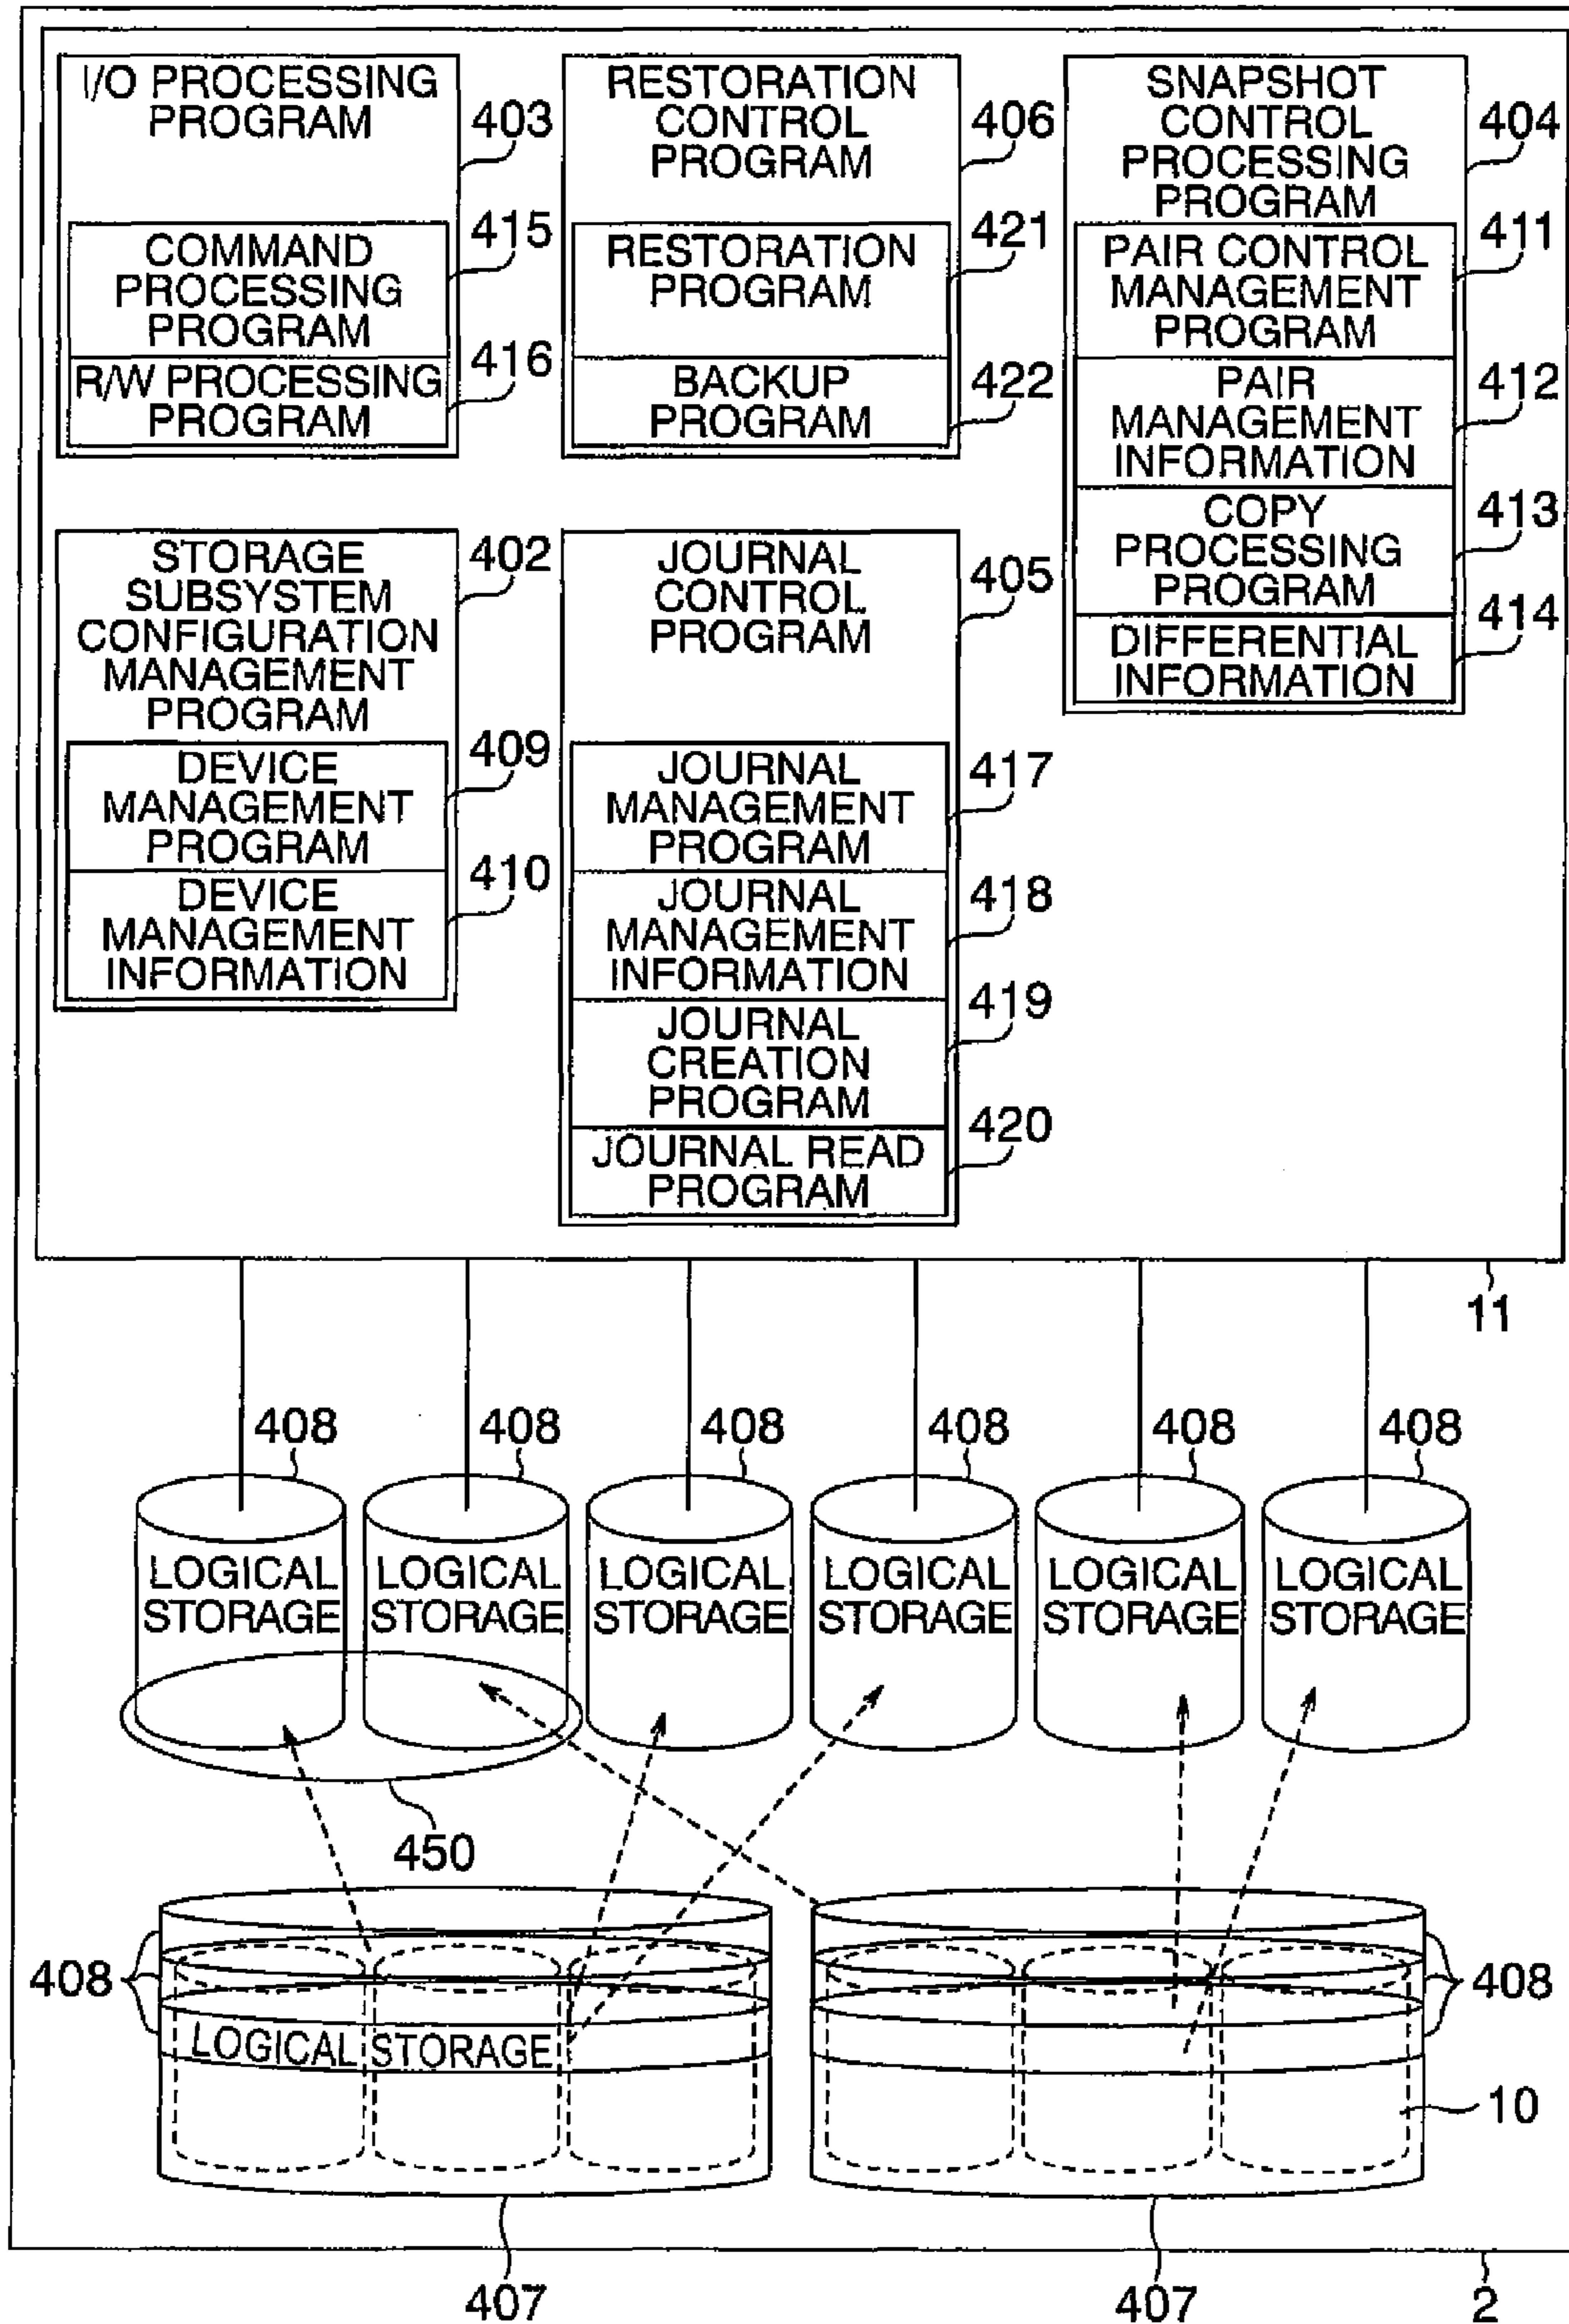 I/O PROCESSING
PROGRAM
403
COMMAND
PROCESSING
PROGRAM
415
R/W PROCESSING
PROGRAM
416
RESTORATION
CONTROL
PROGRAM
406
RESTORATION
PROGRAM
421
BACKUP
PROGRAM
422
SNAPSHOT
CONTROL
PROCESSING
PROGRAM
404
PAIR CONTROL
MANAGEMENT
PROGRAM
411
PAIR
MANAGEMENT
INFORMATION
412
COPY
PROCESSING
PROGRAM
413
DIFFERENTIAL
INFORMATION
414
STORAGE
SUBSYSTEM
CONFIGURATION
MANAGEMENT
PROGRAM
402
DEVICE
MANAGEMENT
PROGRAM
409
DEVICE
MANAGEMENT
INFORMATION
410
JOURNAL
CONTROL
PROGRAM
405
JOURNAL
MANAGEMENT
PROGRAM
417
JOURNAL
MANAGEMENT
INFORMATION
418
JOURNAL
CREATION
PROGRAM
419
JOURNAL READ
PROGRAM
420
11
408
408
408
408
408
408
LOGICAL
STORAGE
LOGICAL
STORAGE
LOGICAL
STORAGE
LOGICAL
STORAGE
LOGICAL
STORAGE
LOGICAL
STORAGE
450
408
LOGICAL STORAGE
408
10
407
407
2